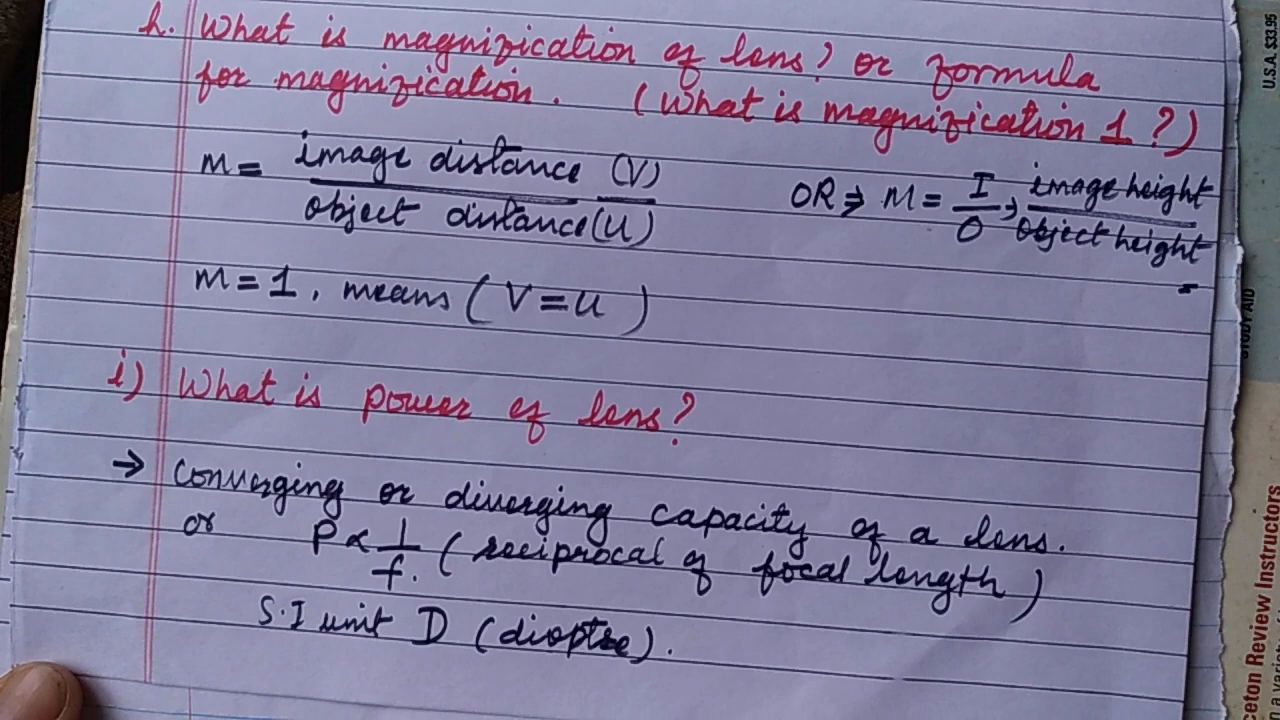 h. What is magnification of lens? or formula
for magnification. (What is magnification 1?)
m = image distance (V) / object distance (U) OR ⇒ M = I / O, image height / object height
m = 1, means (V = u)
i) What is power of lens?
→ Converging or diverging capacity of a lens.
or P ∝ 1 / f. (reciprocal of focal length)
S.I unit D (dioptre).
U.S.A. $33.95
STUDY AID
ceton Review Instructors